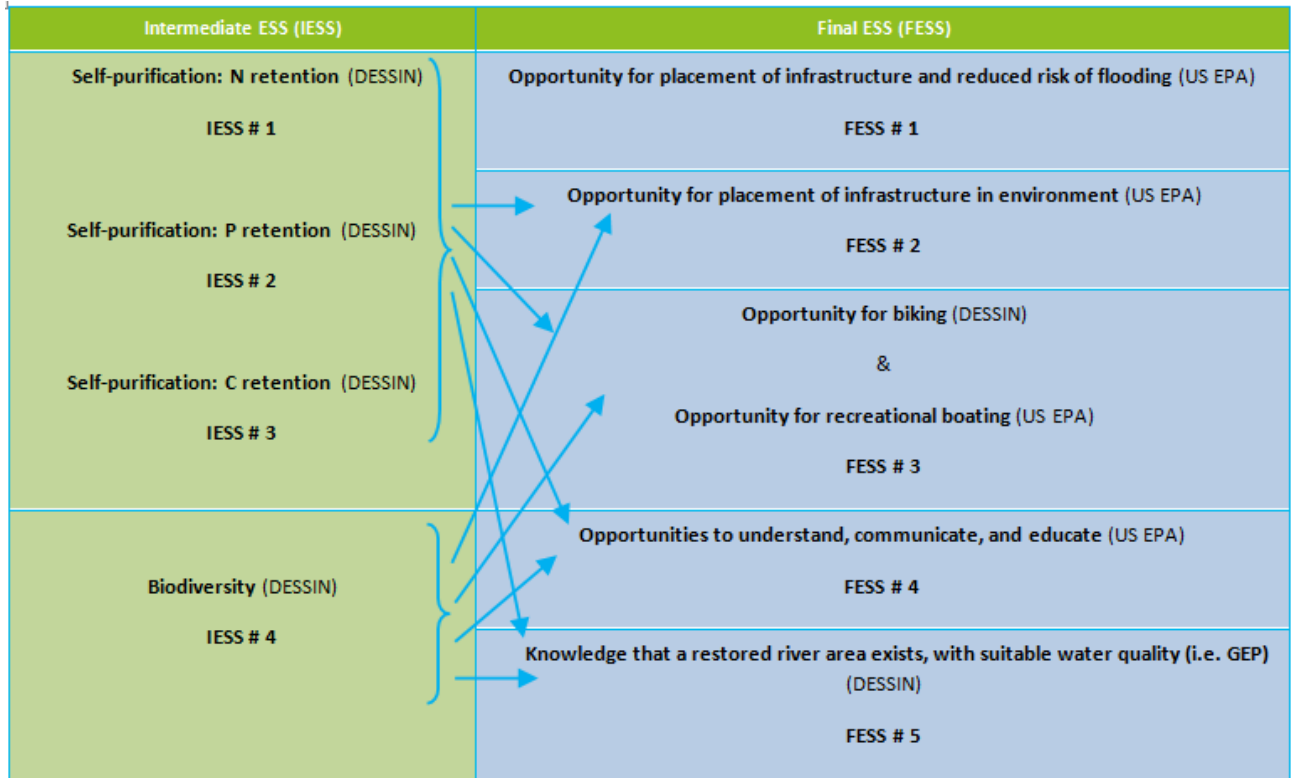 Intermediate ESS (IESS)
Final ESS (FESS)
Self-purification: N retention (DESSIN)
IESS # 1
Self-purification: P retention (DESSIN)
IESS # 2
Self-purification: C retention (DESSIN)
IESS # 3
Biodiversity (DESSIN)
IESS # 4
Opportunity for placement of infrastructure and reduced risk of flooding (US EPA)
FESS # 1
Opportunity for placement of infrastructure in environment (US EPA)
FESS # 2
Opportunity for biking (DESSIN)
&
Opportunity for recreational boating (US EPA)
FESS # 3
Opportunities to understand, communicate, and educate (US EPA)
FESS # 4
Knowledge that a restored river area exists, with suitable water quality (i.e. GEP)
(DESSIN)
FESS # 5